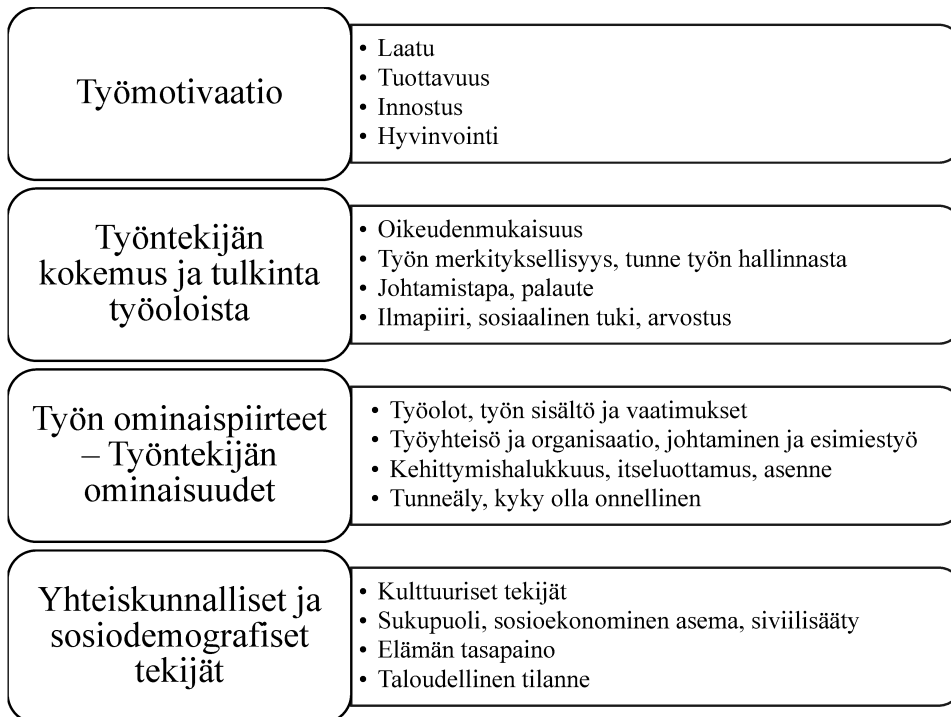 Työmotivaatio
• Laatu
• Tuottavuus
• Innostus
• Hyvinvointi
Työntekijän
kokemus ja tulkinta
työoloista
• Oikeudenmukaisuus
• Työn merkityksellisyys, tunne työn hallinnasta
• Johtamistapa, palaute
• Ilmapiiri, sosiaalinen tuki, arvostus
Työn ominaispiirteet
– Työntekijän
ominaisuudet
• Työolot, työn sisältö ja vaatimukset
• Työyhteisö ja organisaatio, johtaminen ja esimiestyö
• Kehittymishalukkuus, itseluottamus, asenne
• Tunneäly, kyky olla onnellinen
Yhteiskunnalliset ja
sosiodemografiset
tekijät
• Kulttuuriset tekijät
• Sukupuoli, sosioekonominen asema, siviilisääty
• Elämän tasapaino
• Taloudellinen tilanne